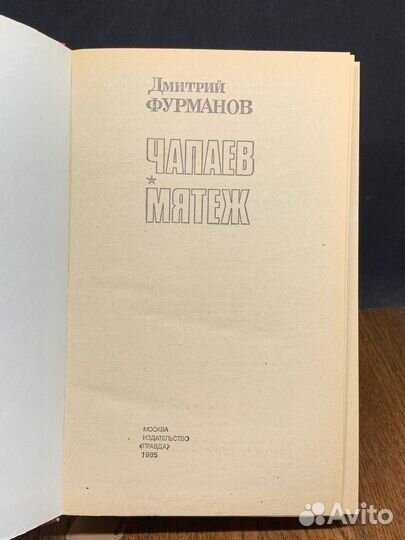 Дмитрий
ФУРМАНОВ
ЧАПАЕВ
МЯТЕЖ
МОСКВА
ИЗДАТЕЛЬСТВО
«ПРАВДА»
1985
Avito